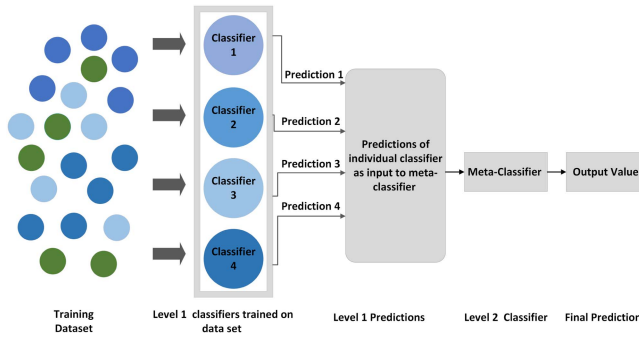 Classifier
1
Classifier
2
Classifier
3
Classifier
4
Prediction 1
Prediction 2
Prediction 3
Prediction 4
Predictions of
individual classifier
as input to meta-
classifier
Meta-Classifier
Output Value
Training
Dataset
Level 1 classifiers trained on
data set
Level 1 Predictions
Level 2 Classifier
Final Prediction